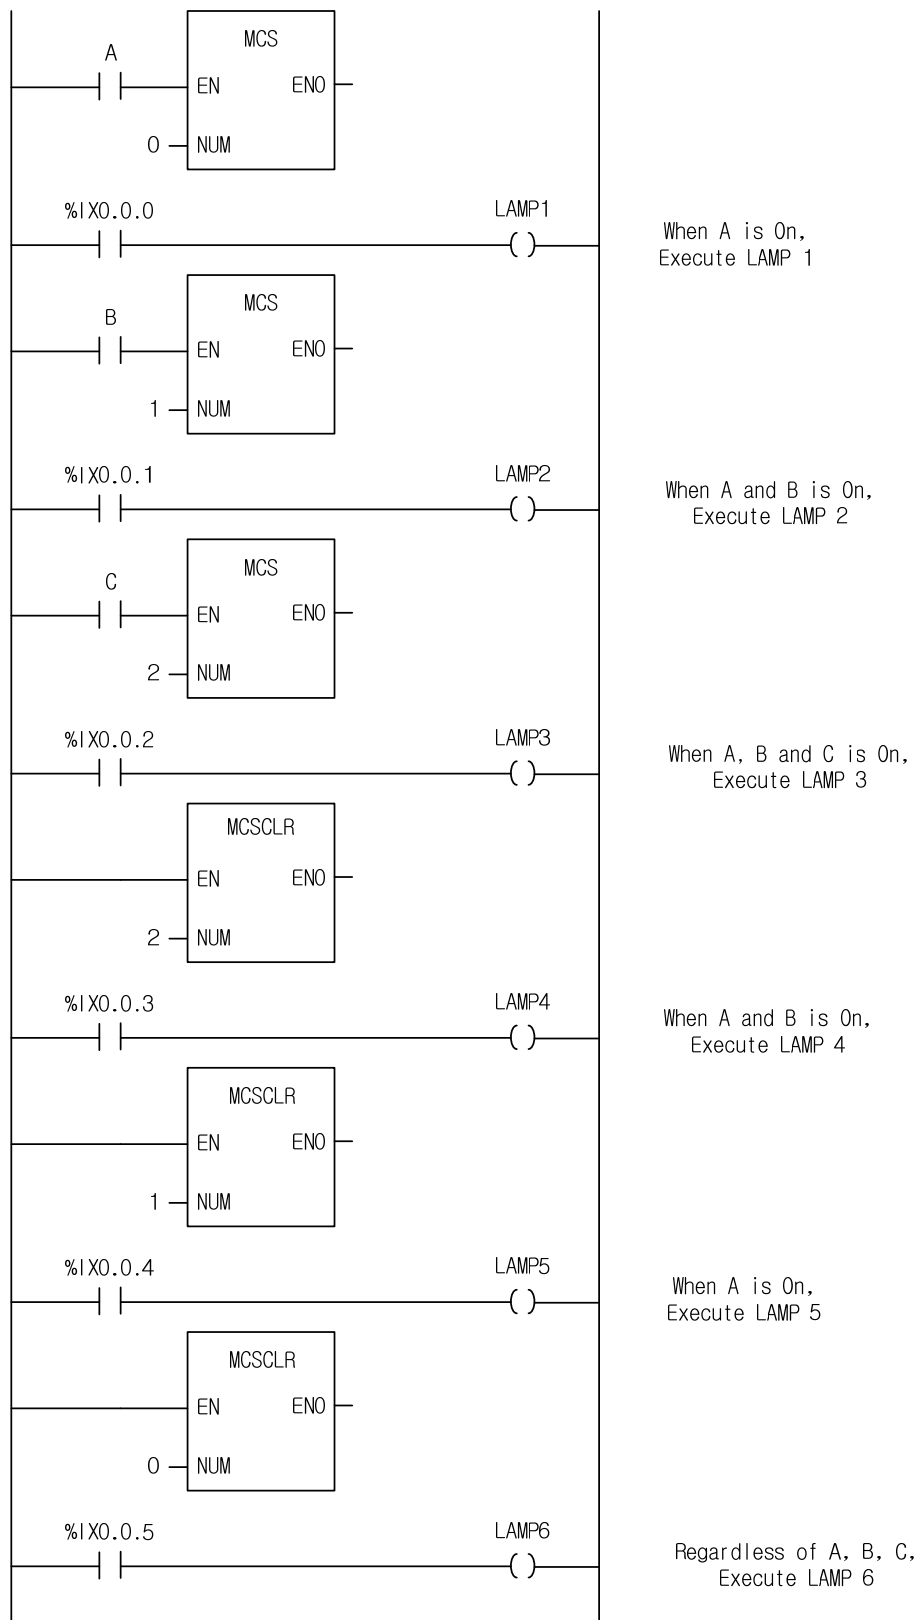 MCS
A
EN ENO
0 NUM
%IX0.0.0 LAMP1
When A is On,
Execute LAMP 1
MCS
B
EN ENO
1 NUM
%IX0.0.1 LAMP2
When A and B is On,
Execute LAMP 2
MCS
C
EN ENO
2 NUM
%IX0.0.2 LAMP3
When A, B and C is On,
Execute LAMP 3
MCSCLR
EN ENO
2 NUM
%IX0.0.3 LAMP4
When A and B is On,
Execute LAMP 4
MCSCLR
EN ENO
1 NUM
%IX0.0.4 LAMP5
When A is On,
Execute LAMP 5
MCSCLR
EN ENO
0 NUM
%IX0.0.5 LAMP6
Regardless of A, B, C,
Execute LAMP 6